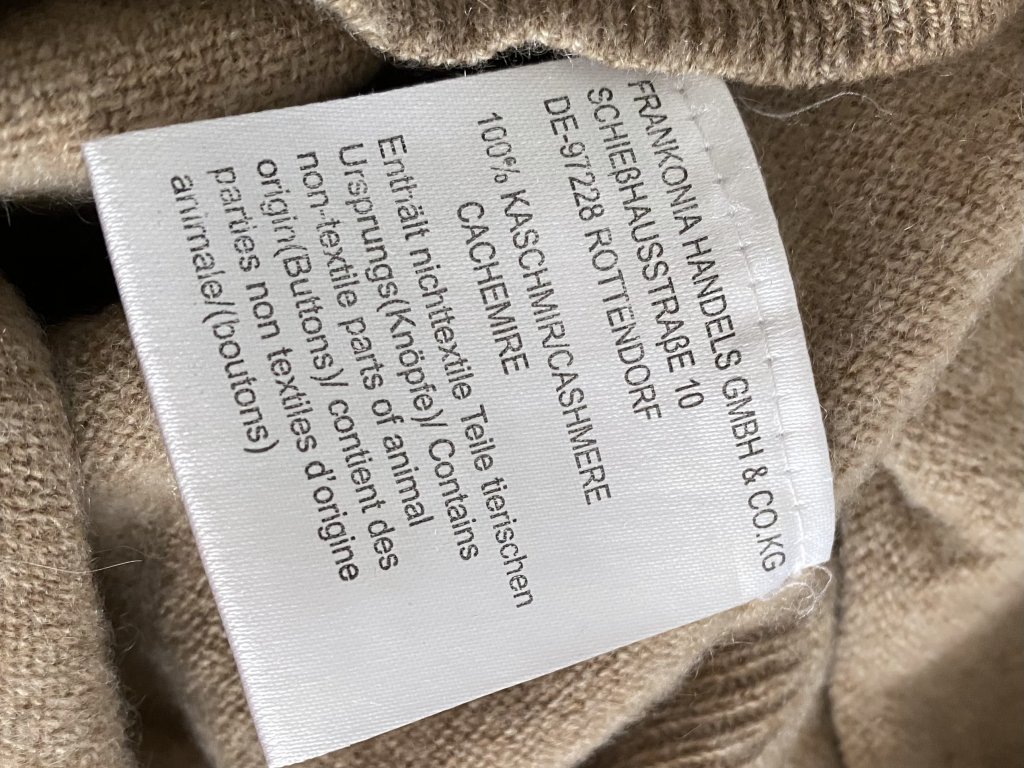 FRANKONIA HANDELS GMBH & CO.KG
SCHIEßHAUSSTRAßE 10
DE-97228 ROTTENDORF
100% KASCHMIR/CASHMERE
CACHEMIRE
Enthält nichttextile Teile tierischen
Ursprungs(Knöpfe)/ Contains
non-textile parts of animal
origin(Buttons)/ contient des
parties non textiles d'origine
animale/(boutons)